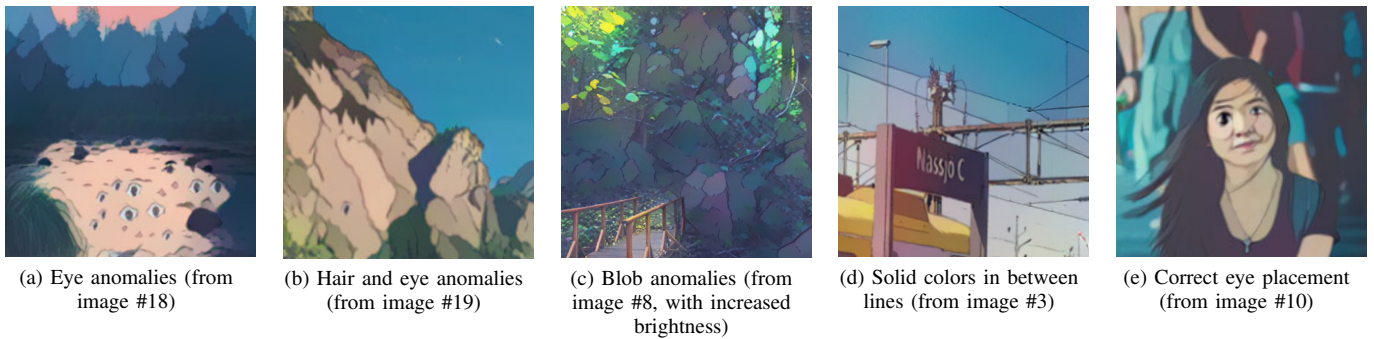 Nässjö C
(a) Eye anomalies (from
image #18)
(b) Hair and eye anomalies
(from image #19)
(c) Blob anomalies (from
image #8, with increased
brightness)
(d) Solid colors in between
lines (from image #3)
(e) Correct eye placement
(from image #10)